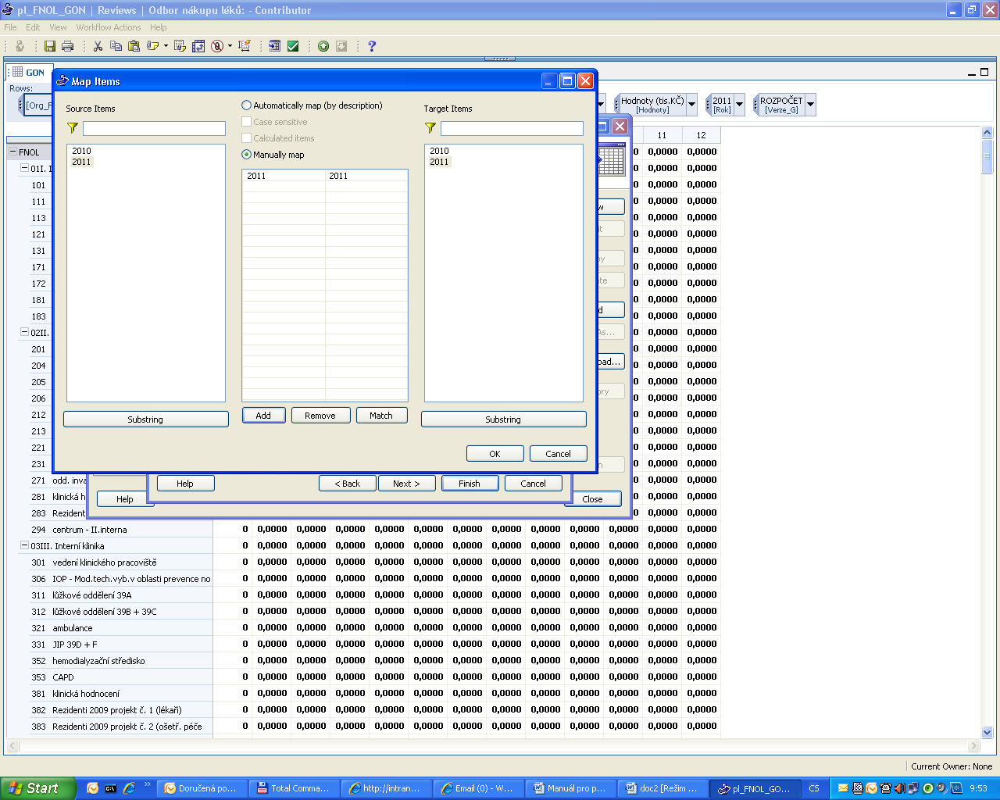 pl_FNOL_GON | Reviews | Odbor nákupu léků: - Contributor
File Edit View Workflow Actions Help
GON
Rows:
[Org_F
Hodnoty (tis.KČ)
[Hodnoty]
2011
[Rok]
ROZPOČET
[Verze_G]
Map Items
Source Items
Automatically map (by description)
Target Items
Case sensitive
Calculated items
Manually map
2010
2011
2011 2011
2010
2011
Add Remove Match
Substring
Substring
OK Cancel
Help < Back Next > Finish Cancel
Help Close
w
by
ete
d
As...
oad...
ory
11 12
FNOL 0 0,0000 0,0000
01I. I 0 0,0000 0,0000
101 0 0,0000 0,0000
111 0 0,0000 0,0000
113 0 0,0000 0,0000
121 0 0,0000 0,0000
131 0 0,0000 0,0000
171 0 0,0000 0,0000
172 0 0,0000 0,0000
181 0 0,0000 0,0000
183 0 0,0000 0,0000
02II. 0 0,0000 0,0000
201 0 0,0000 0,0000
204 0 0,0000 0,0000
205 0 0,0000 0,0000
206 0 0,0000 0,0000
212 0 0,0000 0,0000
213 0 0,0000 0,0000
221 0 0,0000 0,0000
231 0 0,0000 0,0000
271 odd. inva 0 0,0000 0,0000
281 klinická h 0,0000 0,0000
283 Rezident 0,0000 0,0000
294 centrum - II.interna 0 0,0000 0,0000 0,0000 0,0000 0,0000 0,0000 0,0000 0,0000 0,0000 0,0000 0,0000 0,0000
03III. Interní klinika 0 0,0000 0,0000 0,0000 0,0000 0,0000 0,0000 0,0000 0,0000 0,0000 0,0000 0,0000 0,0000
301 vedení klinického pracoviště 0 0,0000 0,0000 0,0000 0,0000 0,0000 0,0000 0,0000 0,0000 0,0000 0,0000 0,0000 0,0000
306 IOP - Mod.tech.vyb.v oblasti prevence no 0 0,0000 0,0000 0,0000 0,0000 0,0000 0,0000 0,0000 0,0000 0,0000 0,0000 0,0000 0,0000
311 lůžkové oddělení 39A 0 0,0000 0,0000 0,0000 0,0000 0,0000 0,0000 0,0000 0,0000 0,0000 0,0000 0,0000 0,0000
312 lůžkové oddělení 39B + 39C 0 0,0000 0,0000 0,0000 0,0000 0,0000 0,0000 0,0000 0,0000 0,0000 0,0000 0,0000 0,0000
321 ambulance 0 0,0000 0,0000 0,0000 0,0000 0,0000 0,0000 0,0000 0,0000 0,0000 0,0000 0,0000 0,0000
331 JIP 39D + F 0 0,0000 0,0000 0,0000 0,0000 0,0000 0,0000 0,0000 0,0000 0,0000 0,0000 0,0000 0,0000
352 hemodialyzační středisko 0 0,0000 0,0000 0,0000 0,0000 0,0000 0,0000 0,0000 0,0000 0,0000 0,0000 0,0000 0,0000
353 CAPD 0 0,0000 0,0000 0,0000 0,0000 0,0000 0,0000 0,0000 0,0000 0,0000 0,0000 0,0000 0,0000
381 klinická hodnocení 0 0,0000 0,0000 0,0000 0,0000 0,0000 0,0000 0,0000 0,0000 0,0000 0,0000 0,0000 0,0000
382 Rezidenti 2009 projekt č. 1 (lékaři) 0 0,0000 0,0000 0,0000 0,0000 0,0000 0,0000 0,0000 0,0000 0,0000 0,0000 0,0000 0,0000
383 Rezidenti 2009 projekt č. 2 (ošetř. péče 0 0,0000 0,0000 0,0000 0,0000 0,0000 0,0000 0,0000 0,0000 0,0000 0,0000 0,0000 0,0000
Current Owner: None
Start Doručená po... Total Comma... http://intran... Email (0) - W... Manuál pro p... doc2 [Režim ... pl_FNOL_GO... CS 9:53